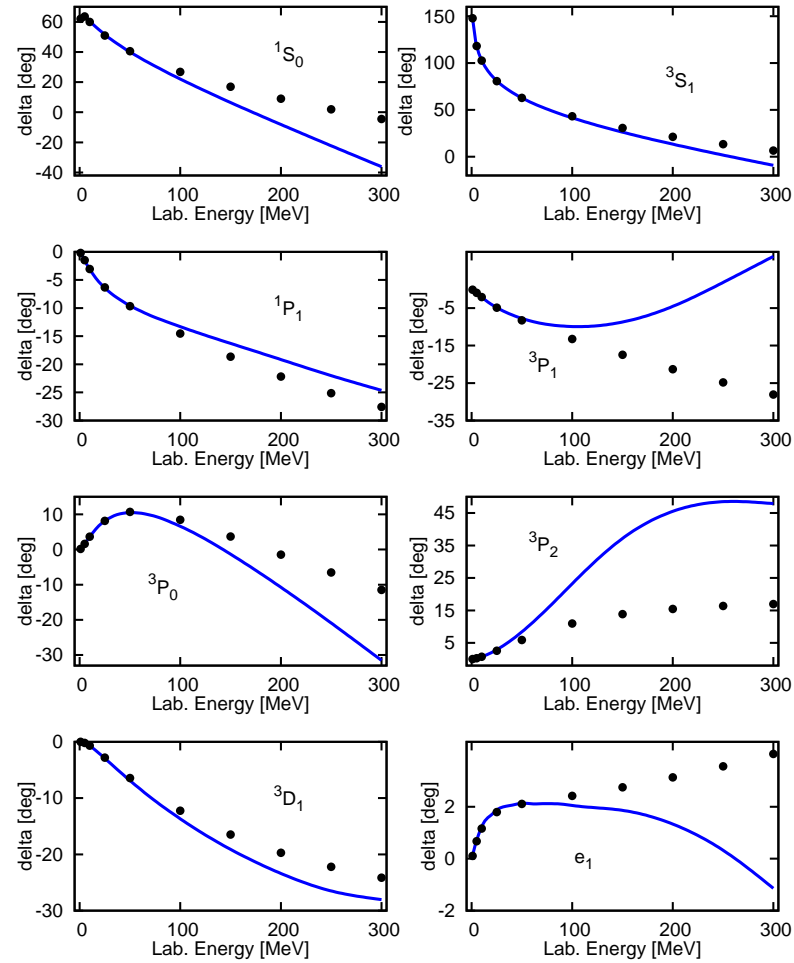 60
40
20
0
-20
-40
delta [deg]
¹S₀
0 100 200 300
Lab. Energy [MeV]
150
100
50
0
delta [deg]
³S₁
0 100 200 300
Lab. Energy [MeV]
0
-5
-10
-15
-20
-25
-30
delta [deg]
¹P₁
0 100 200 300
Lab. Energy [MeV]
-5
-15
-25
-35
delta [deg]
³P₁
0 100 200 300
Lab. Energy [MeV]
10
0
-10
-20
-30
delta [deg]
³P₀
0 100 200 300
Lab. Energy [MeV]
45
35
25
15
5
delta [deg]
³P₂
0 100 200 300
Lab. Energy [MeV]
0
-10
-20
-30
delta [deg]
³D₁
0 100 200 300
Lab. Energy [MeV]
2
0
-2
delta [deg]
e₁
0 100 200 300
Lab. Energy [MeV]